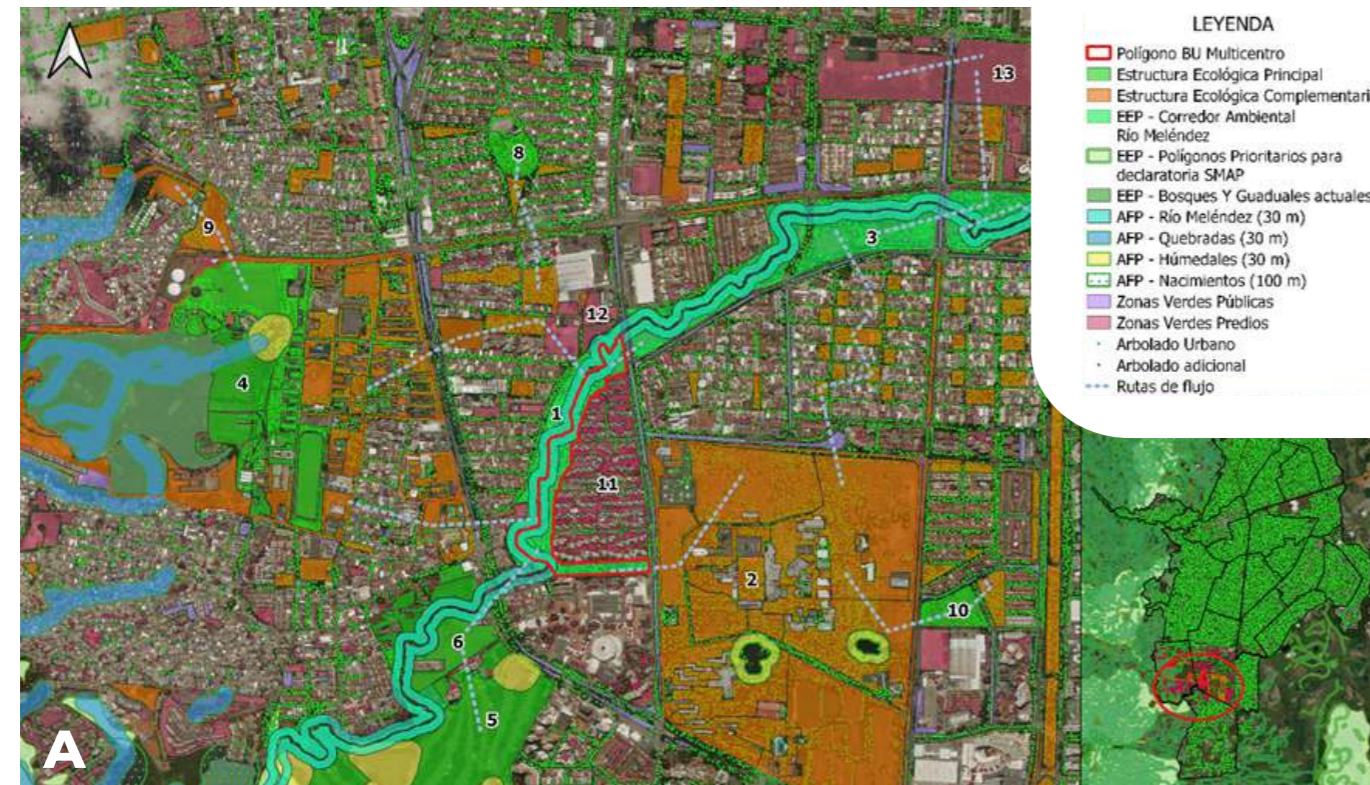 LEYENDA
Polígono BU Multicentro
Estructura Ecológica Principal
Estructura Ecológica Complementari
EEP - Corredor Ambiental
Río Meléndez
EEP - Polígonos Prioritarios para
declaratoria SMAP
EEP - Bosques Y Guaduales actuales
AFP - Río Meléndez (30 m)
AFP - Quebradas (30 m)
AFP - Húmedales (30 m)
AFP - Nacimientos (100 m)
Zonas Verdes Públicas
Zonas Verdes Predios
Arbolado Urbano
Arbolado adicional
Rutas de flujo
13
8
3
9
12
4
1
11
2
10
6
5
A